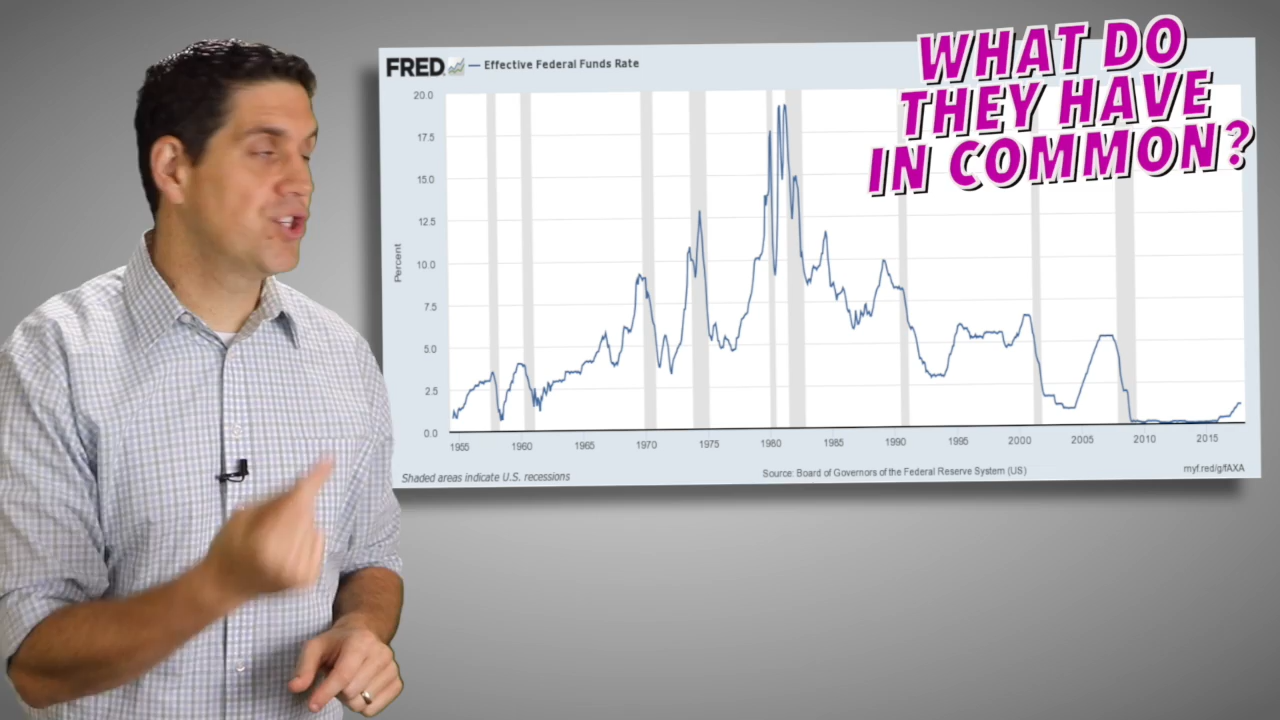 FRED — Effective Federal Funds Rate
WHAT DO
THEY HAVE
IN COMMON?
20.0
17.5
15.0
12.5
10.0
7.5
5.0
2.5
0.0
Percent
1955 1960 1965 1970 1975 1980 1985 1990 1995 2000 2005 2010 2015
Shaded areas indicate U.S. recessions
Source: Board of Governors of the Federal Reserve System (US)
myf.red/g/fAXA